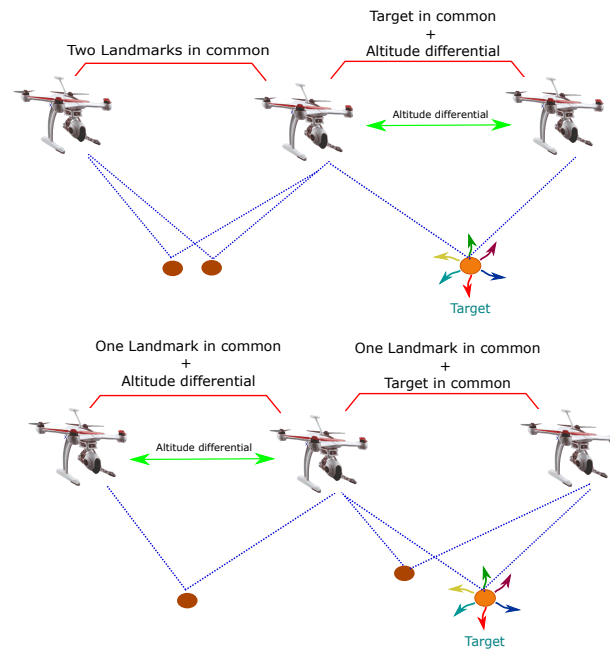 Two Landmarks in common
Target in common
+
Altitude differential
Altitude differential
Target
One Landmark in common
+
Altitude differential
One Landmark in common
+
Target in common
Altitude differential
Target